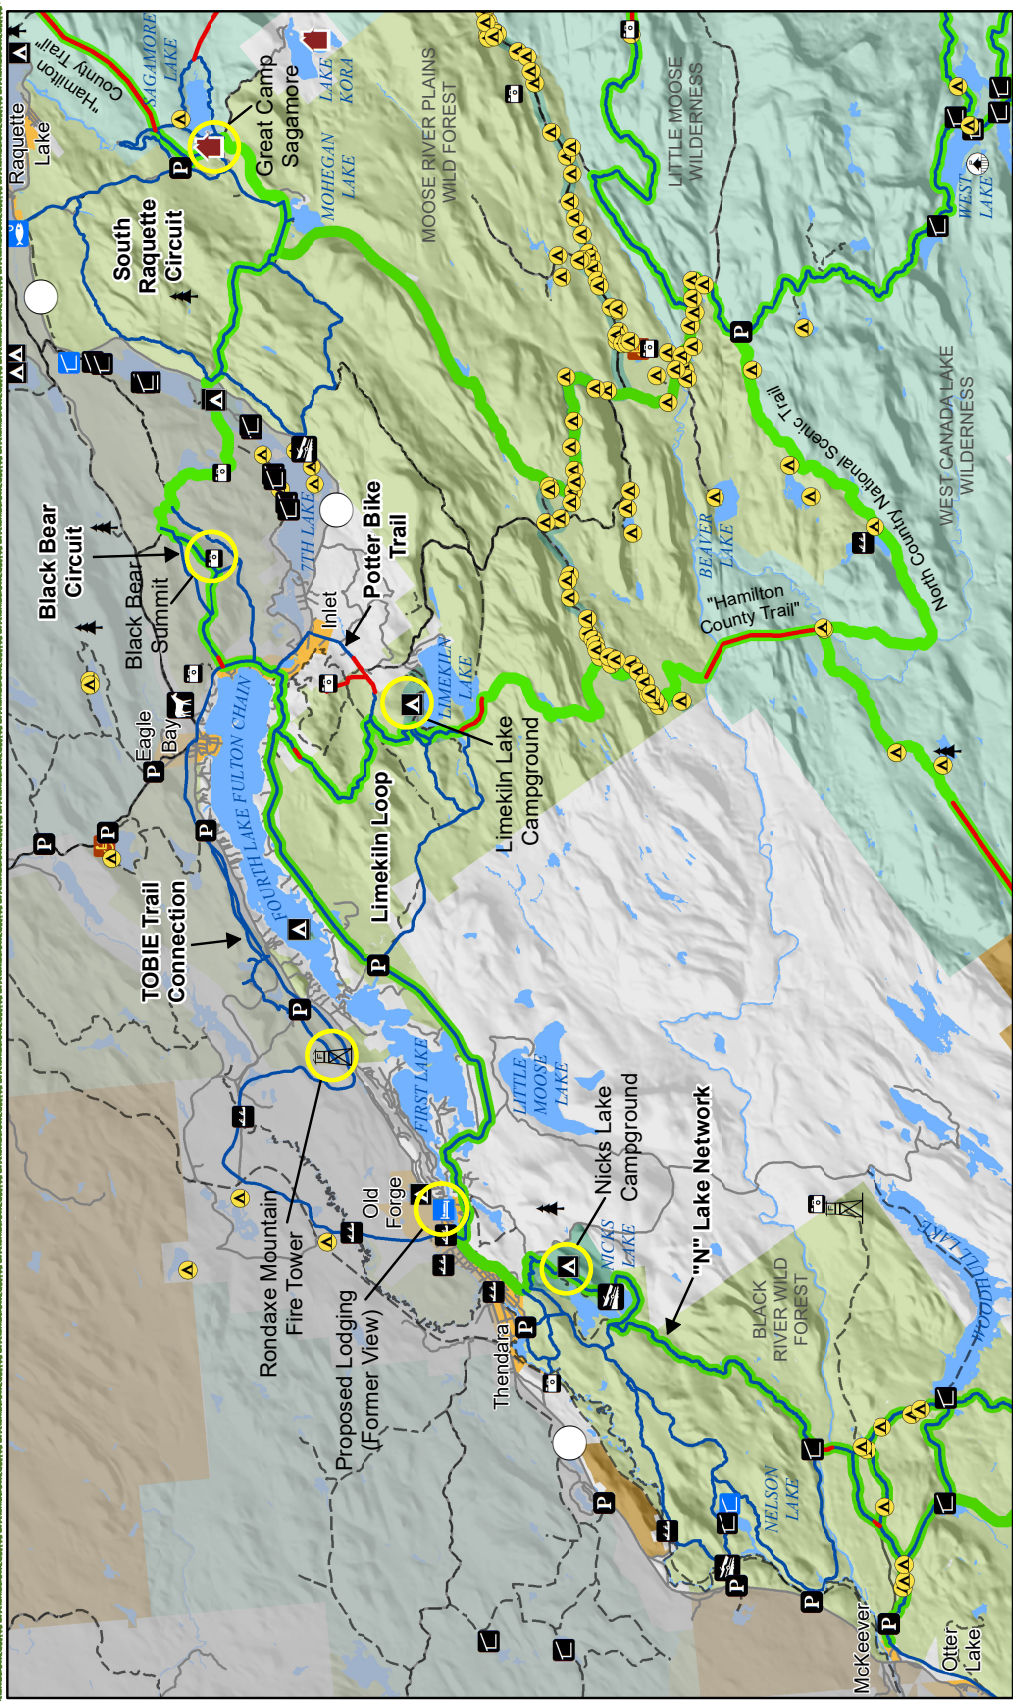 McKeever
Otter
Lake
NELSON
LAKE
BLACK
RIVER WILD
FOREST
WOODHULL LAKE
"N" Lake Network
Thendara
NICKS
LAKE
Nicks Lake
Campground
Proposed Lodging
(Former View)
Rondaxe Mountain
Fire Tower
Old
Forge
FIRST LAKE
LITTLE
MOOSE
LAKE
TOBIE Trail
Connection
FOURTH LAKE FULTON CHAIN
Limekiln Loop
Limekiln Lake
Campground
LIMEKILN
LAKE
Eagle
Bay
Black Bear
Summit
Black Bear
Circuit
Inlet
Potter Bike
Trail
7TH LAKE
"Hamilton
County Trail"
BEAVER
LAKE
North Country National Scenic Trail
WEST CANADA LAKE
WILDERNESS
South
Raquette
Circuit
Raquette
Lake
"Hamilton
County Trail"
SAGAMORE
LAKE
Great Camp
Sagamore
LAKE
KORA
MOHEGAN
LAKE
MOOSE RIVER PLAINS
WILD FOREST
LITTLE MOOSE
WILDERNESS
WEST
LAKE
P
P
P
P
P
P
P
P
P
P
P
P
P